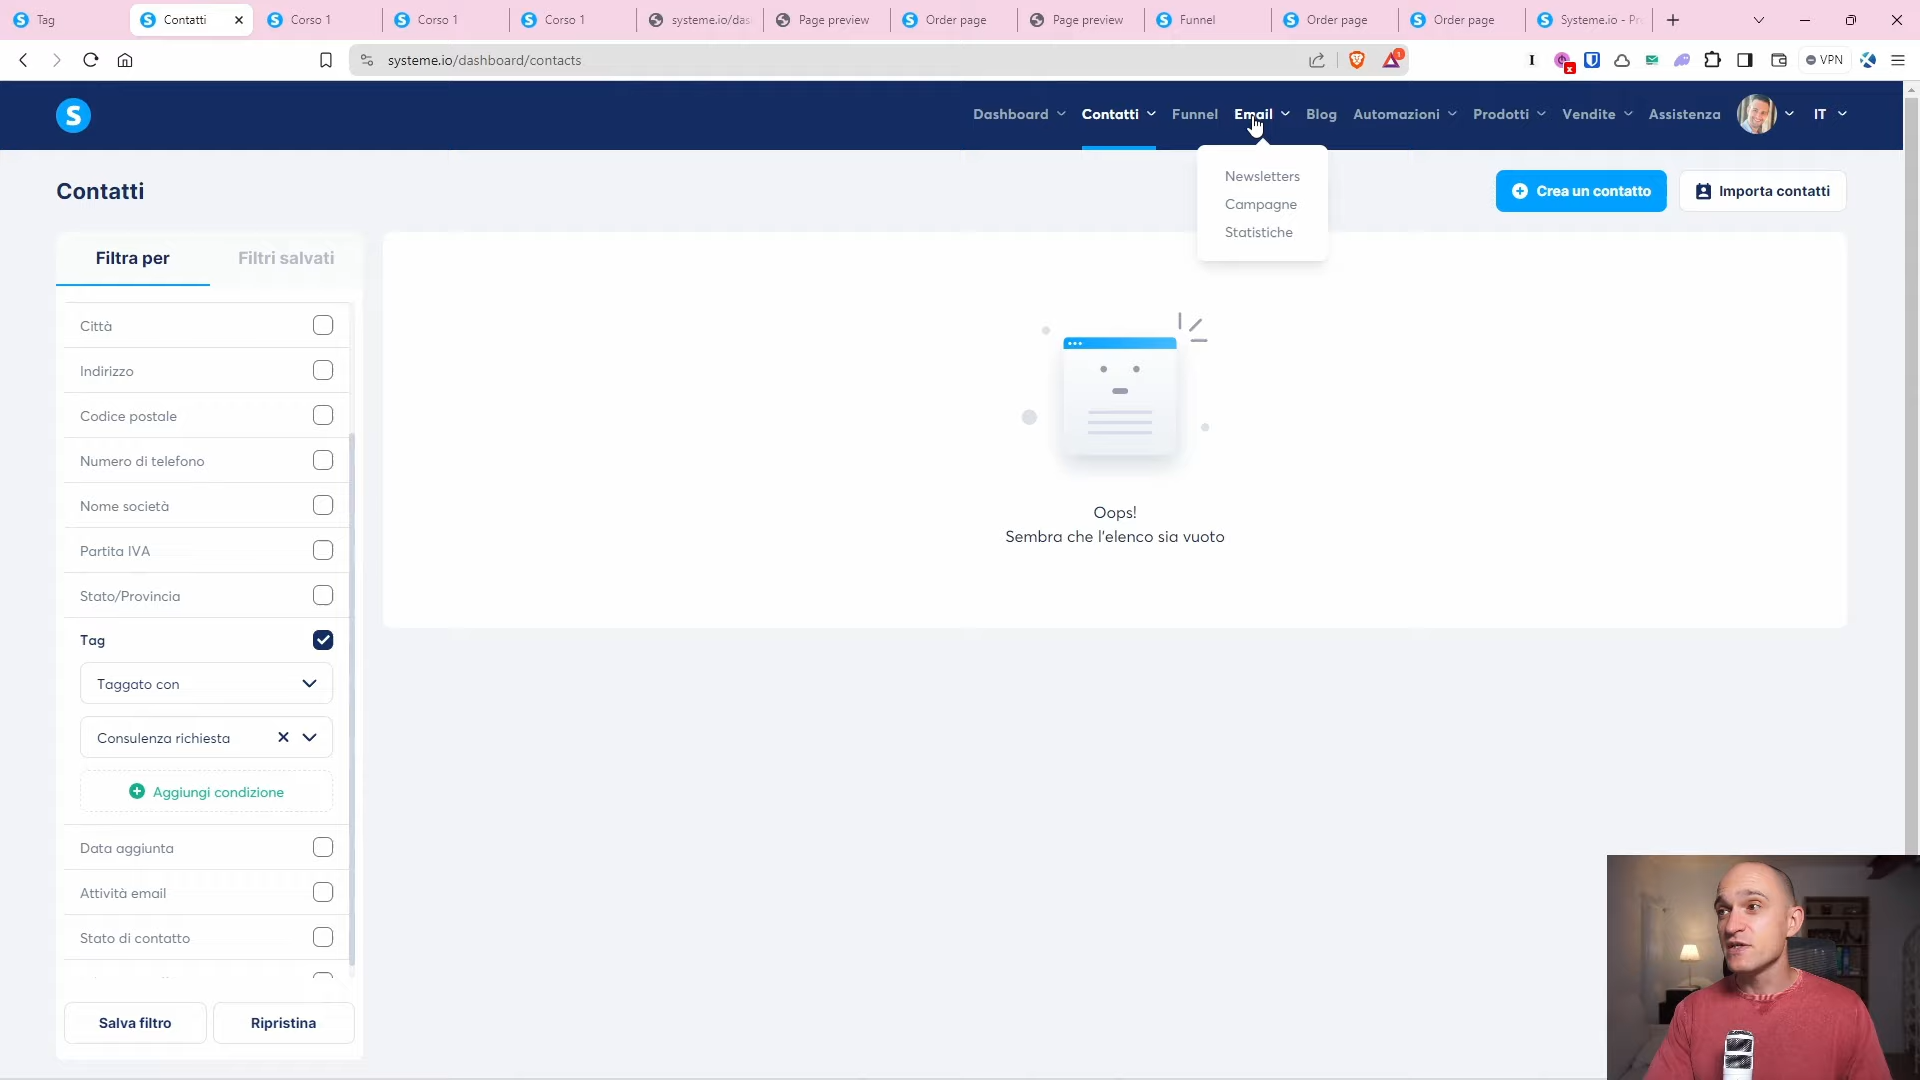 Tag
Contatti
Corso 1
Corso 1
Corso 1
systeme.io/das
Page preview
Order page
Page preview
Funnel
Order page
Order page
Systeme.io - Pr
systeme.io/dashboard/contacts
1
VPN
S
Dashboard
Contatti
Funnel
Email
Blog
Automazioni
Prodotti
Vendite
Assistenza
IT
Newsletters
Campagne
Statistiche
Contatti
Crea un contatto
Importa contatti
Filtra per
Filtri salvati
Città
Indirizzo
Codice postale
Numero di telefono
Nome società
Partita IVA
Stato/Provincia
Tag
Taggato con
Consulenza richiesta
Aggiungi condizione
Data aggiunta
Attività email
Stato di contatto
Salva filtro
Ripristina
Oops!
Sembra che l'elenco sia vuoto